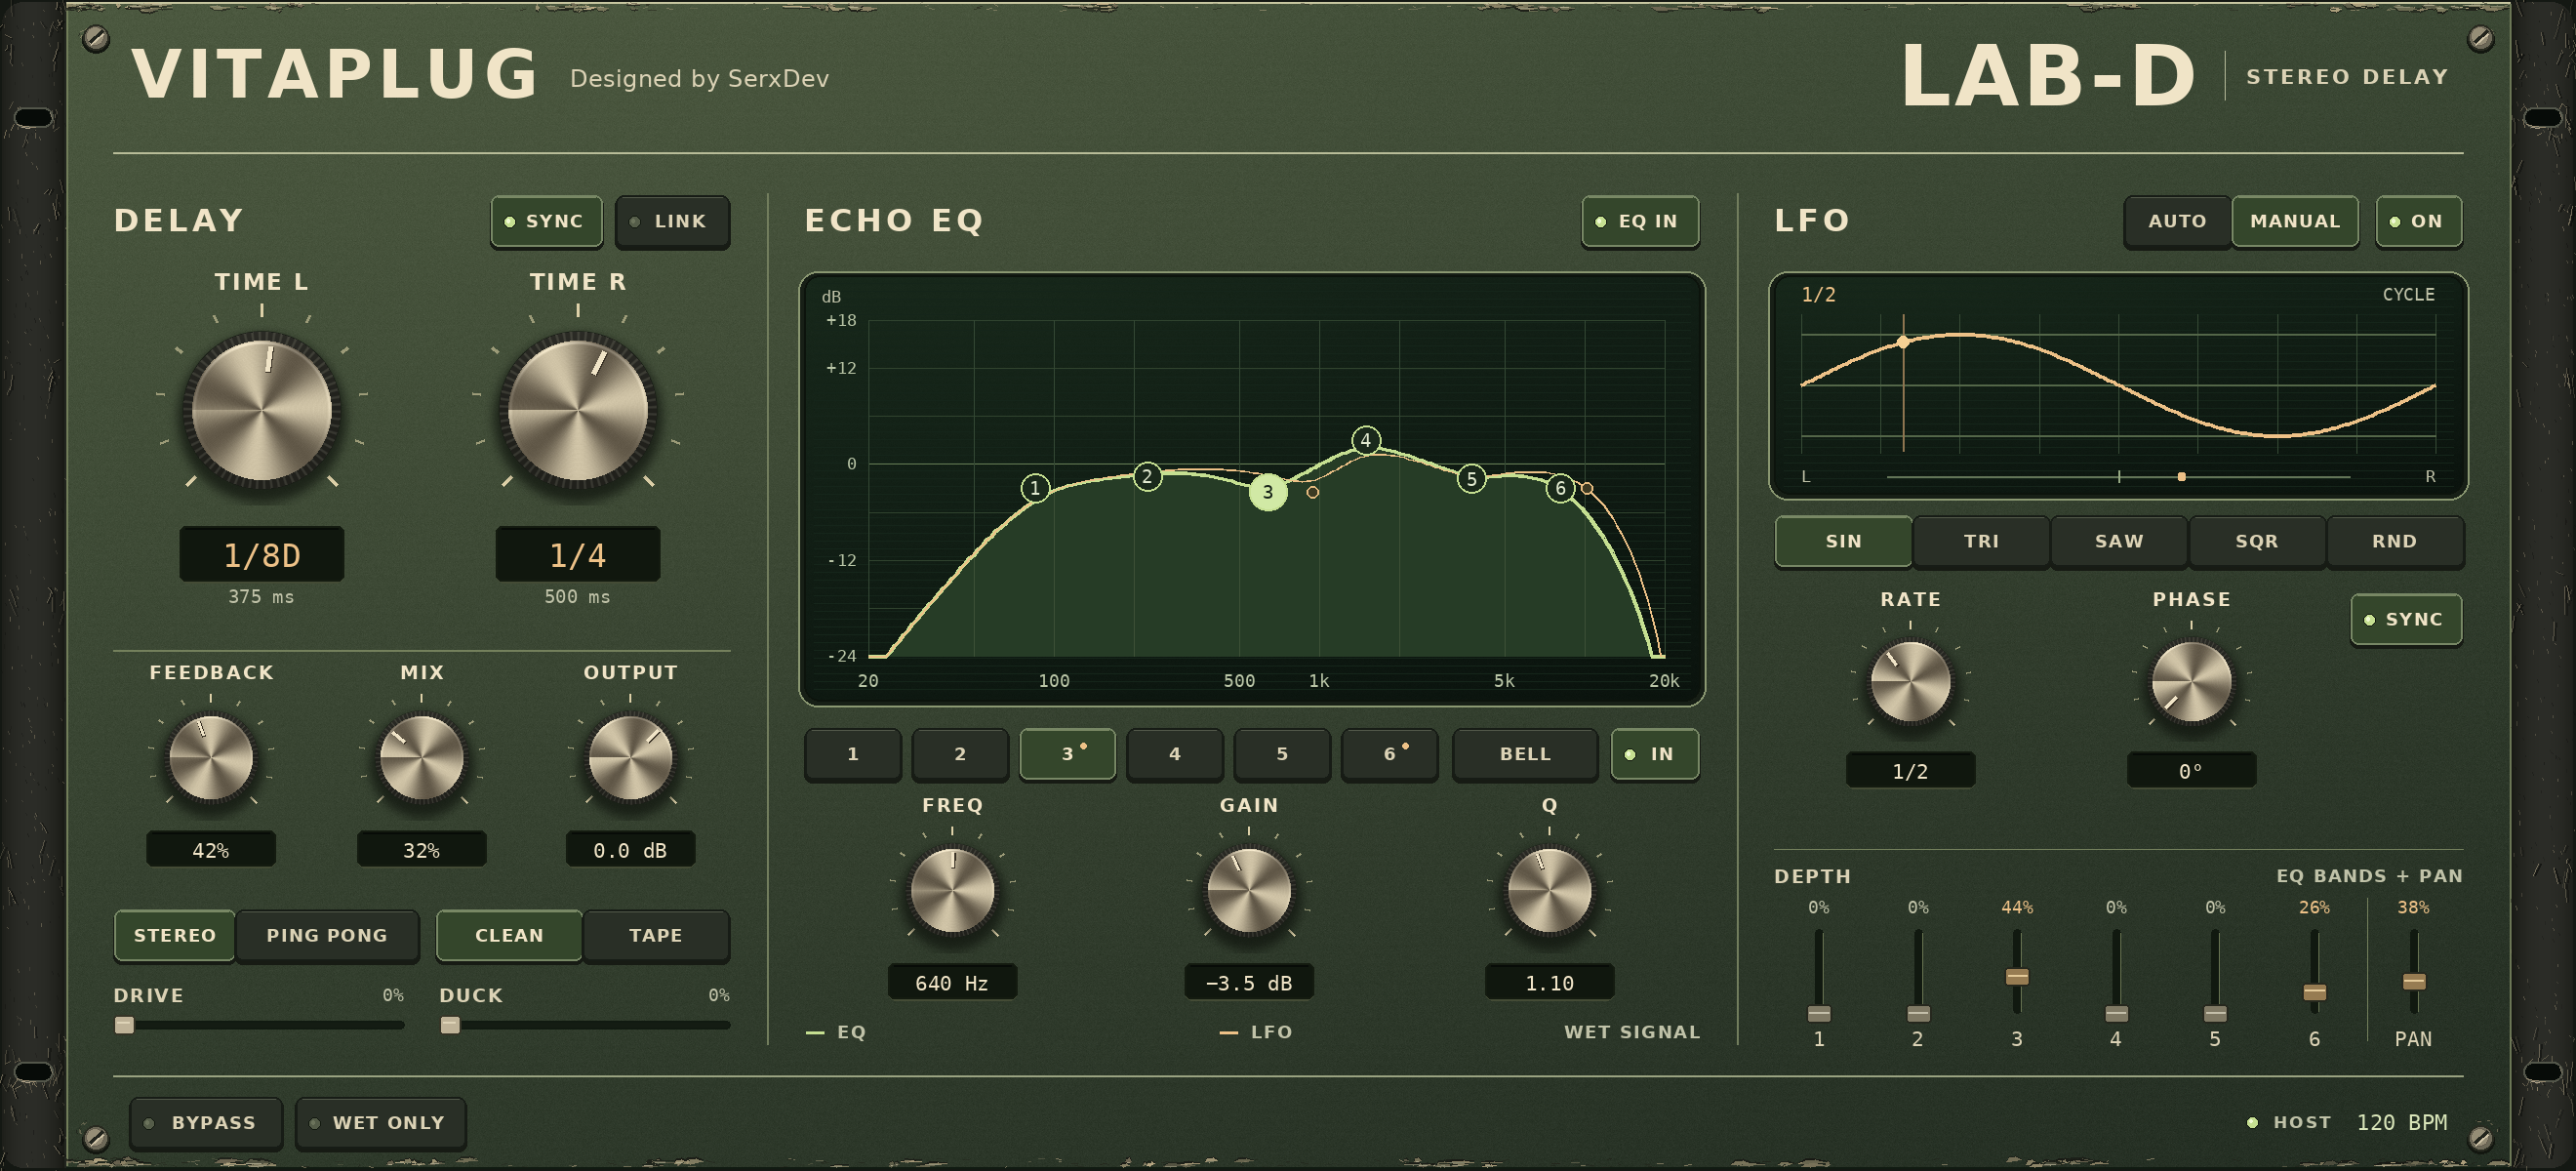 VITAPLUG Designed by SerxDev
LAB-D STEREO DELAY
DELAY
SYNC
LINK
TIME L
TIME R
1/8D
1/4
375 ms
500 ms
FEEDBACK
MIX
OUTPUT
42%
32%
0.0 dB
STEREO
PING PONG
CLEAN
TAPE
DRIVE 0%
DUCK 0%
ECHO EQ
EQ IN
dB
+18
+12
0
-12
-24
1
2
3
4
5
6
20
100
500
1k
5k
20k
1
2
3
4
5
6
BELL
IN
FREQ
GAIN
Q
640 Hz
−3.5 dB
1.10
EQ
LFO
WET SIGNAL
LFO
AUTO
MANUAL
ON
1/2
CYCLE
L
R
SIN
TRI
SAW
SQR
RND
RATE
PHASE
SYNC
1/2
0°
DEPTH
EQ BANDS + PAN
0%
0%
44%
0%
0%
26%
38%
1
2
3
4
5
6
PAN
BYPASS
WET ONLY
HOST 120 BPM